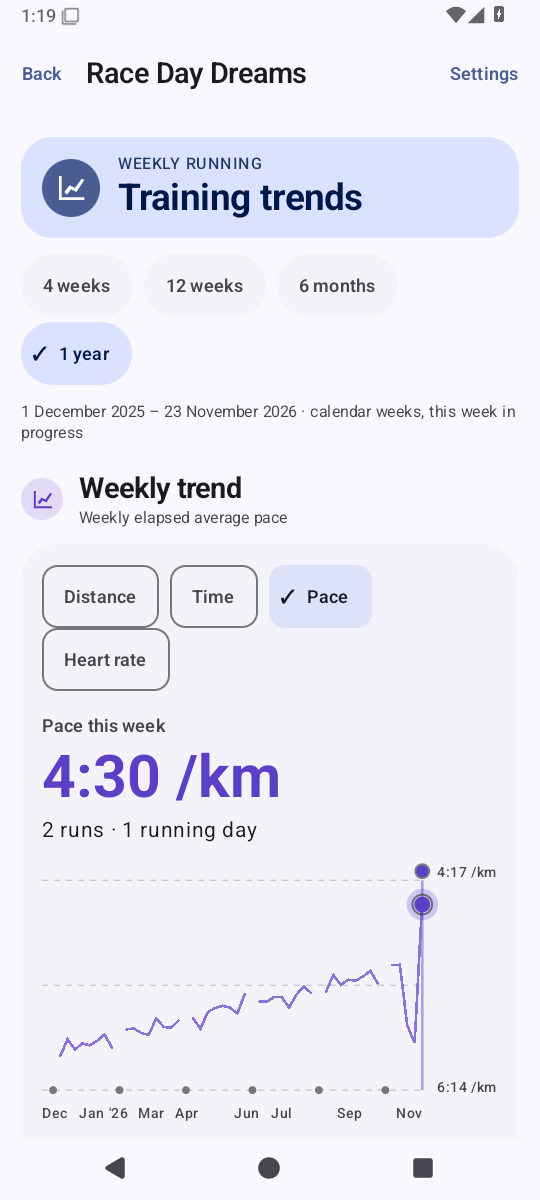 1:19
Back Race Day Dreams Settings
WEEKLY RUNNING
Training trends
4 weeks 12 weeks 6 months
✓ 1 year
1 December 2025 – 23 November 2026 · calendar weeks, this week in
progress
Weekly trend
Weekly elapsed average pace
Distance Time ✓ Pace
Heart rate
Pace this week
4:30 /km
2 runs · 1 running day
4:17 /km
6:14 /km
Dec Jan '26 Mar Apr Jun Jul Sep Nov